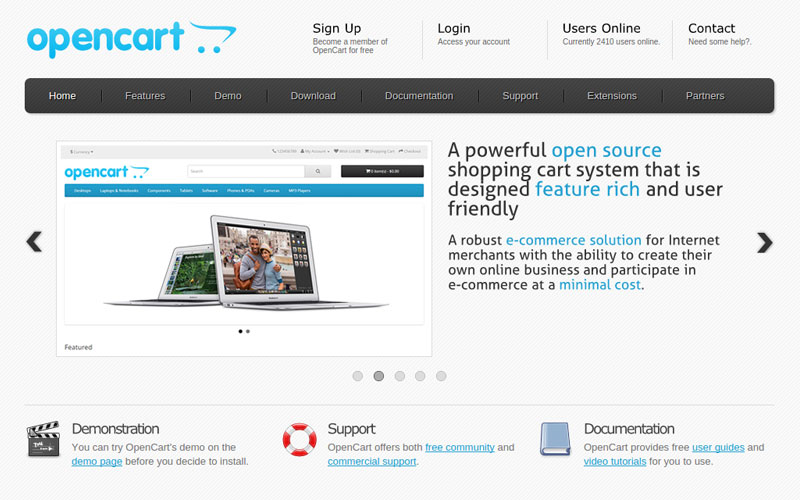 opencart
Sign Up
Become a member of
OpenCart for free
Login
Access your account
Users Online
Currently 2410 users online.
Contact
Need some help?.
Home Features Demo Download Documentation Support Extensions Partners
Currency 123456789 My Account Wish List (0) Shopping Cart Checkout
opencart Search 0 item(s) - $0.00
Desktops Laptops & Notebooks Components Tablets Software Phones & PDAs Cameras MP3 Players
Featured
A powerful open source
shopping cart system that is
designed feature rich and user
friendly
A robust e-commerce solution for Internet
merchants with the ability to create their
own online business and participate in
e-commerce at a minimal cost.
Demonstration
You can try OpenCart's demo on the
demo page before you decide to install.
Support
OpenCart offers both free community and
commercial support.
Documentation
OpenCart provides free user guides and
video tutorials for you to use.